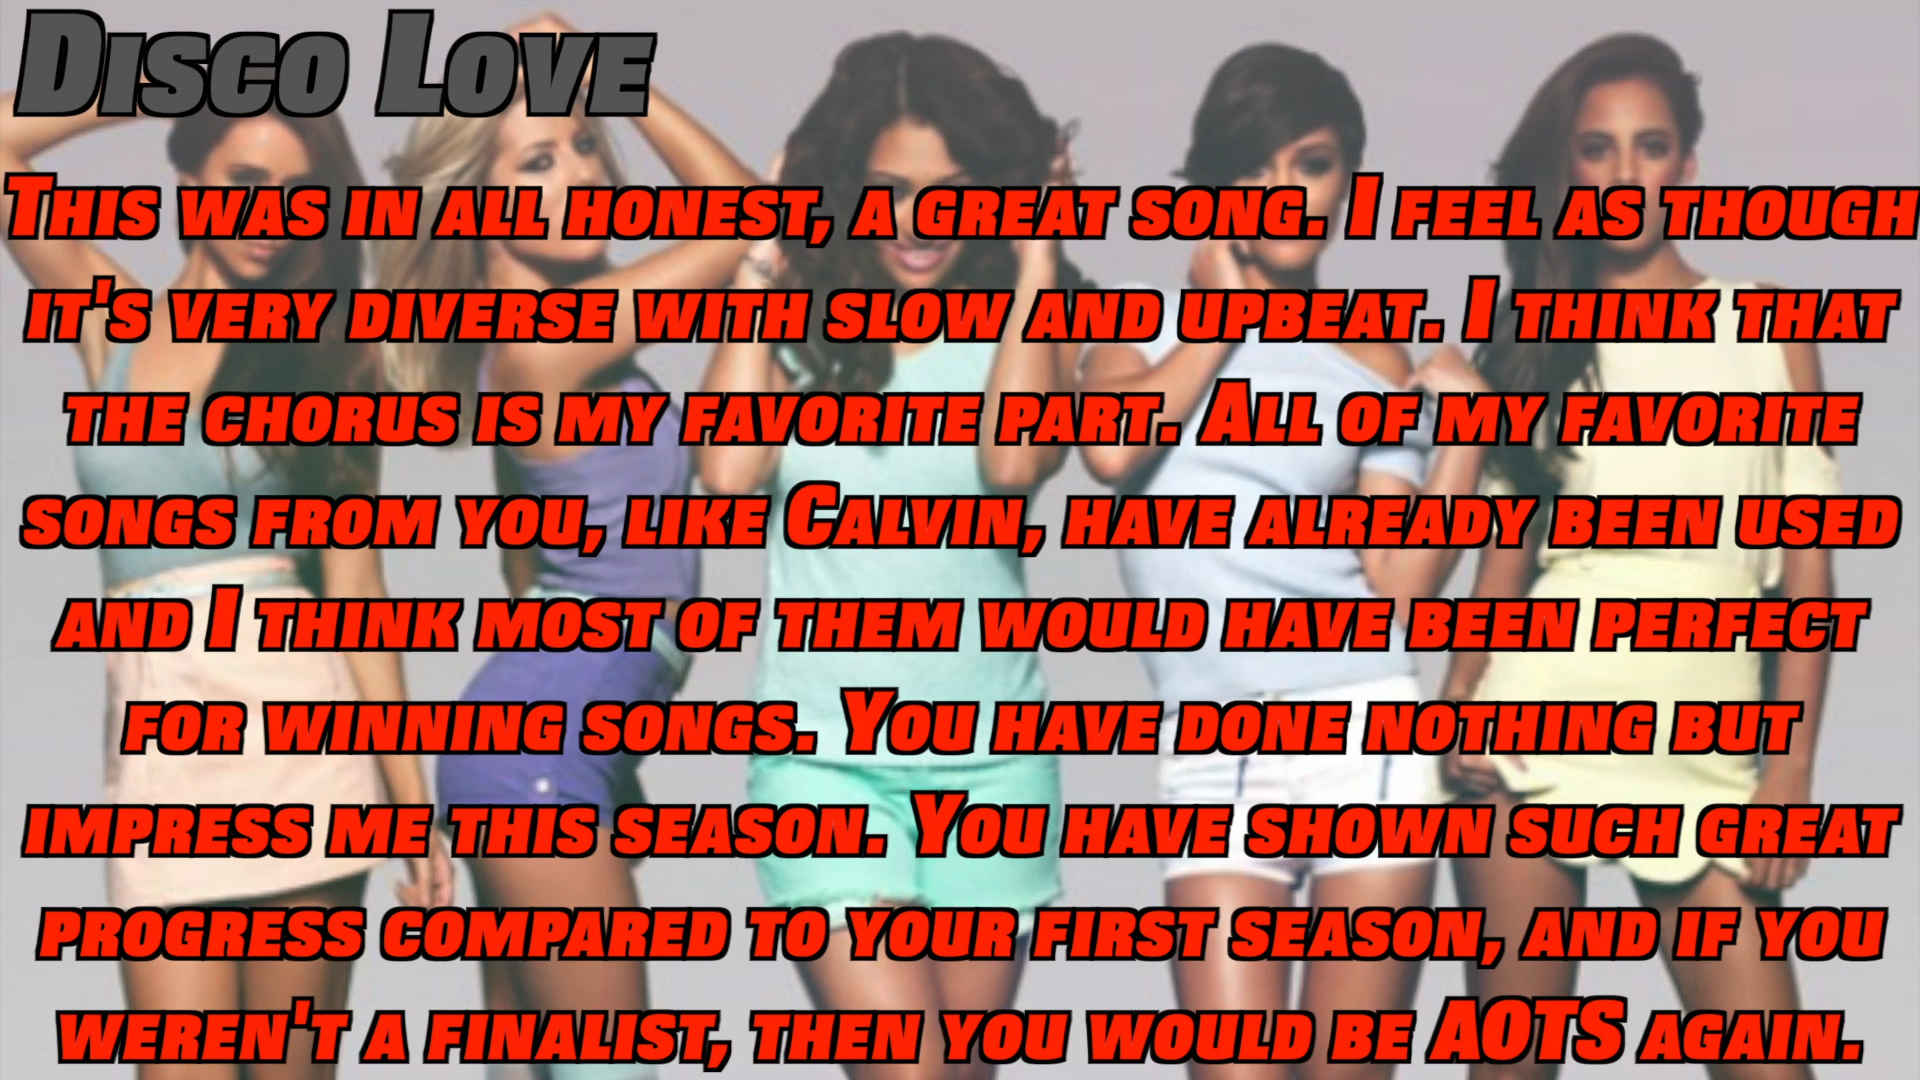 Disco Love
This was in all honest, a great song. I feel as though
it's very diverse with slow and upbeat. I think that
the chorus is my favorite part. All of my favorite
songs from you, like Calvin, have already been used
and I think most of them would have been perfect
for winning songs. You have done nothing but
impress me this season. You have shown such great
progress compared to your first season, and if you
weren't a finalist, then you would be AOTS again.